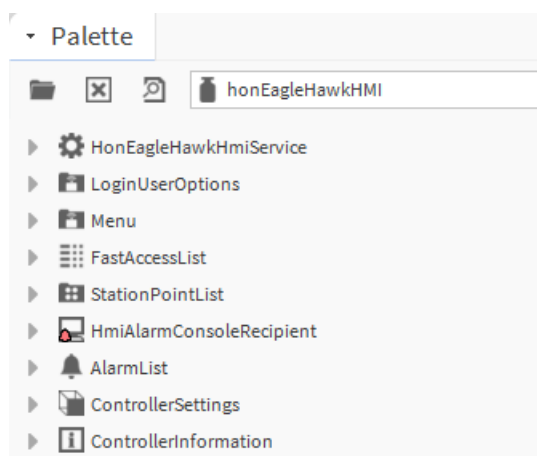 Palette
honEagleHawkHMI
HonEagleHawkHmiService
LoginUserOptions
Menu
FastAccessList
StationPointList
HmiAlarmConsoleRecipient
AlarmList
ControllerSettings
ControllerInformation